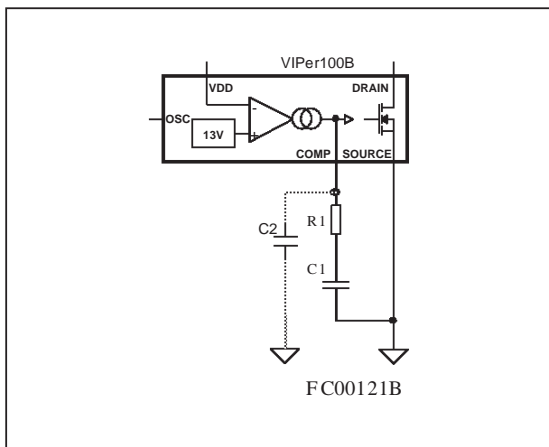 VIPer100B
VDD
DRAIN
OSC
-
13V
+
COMP SOURCE
C2
R1
C1
FC00121B